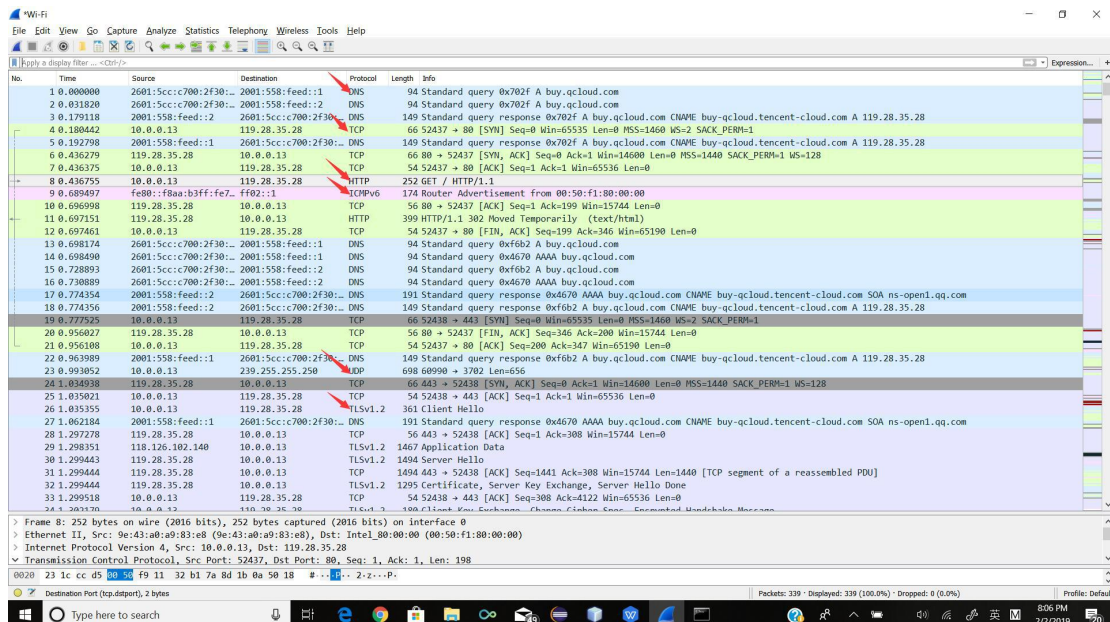 *Wi-Fi
File Edit View Go Capture Analyze Statistics Telephony Wireless Tools Help
Apply a display filter ... <Ctrl-/>
Expression... +
No. Time Source Destination Protocol Length Info
1 0.000000 2601:5cc:c700:2f30:… 2001:558:feed::1 DNS 94 Standard query 0x702f A buy.qcloud.com
2 0.031820 2601:5cc:c700:2f30:… 2001:558:feed::2 DNS 94 Standard query 0x702f A buy.qcloud.com
3 0.179118 2001:558:feed::2 2601:5cc:c700:2f30:… DNS 149 Standard query response 0x702f A buy.qcloud.com CNAME buy-qcloud.tencent-cloud.com A 119.28.35.28
4 0.180442 10.0.0.13 119.28.35.28 TCP 66 52437 → 80 [SYN] Seq=0 Win=65535 Len=0 MSS=1460 WS=2 SACK_PERM=1
5 0.192798 2001:558:feed::1 2601:5cc:c700:2f30:… DNS 149 Standard query response 0x702f A buy.qcloud.com CNAME buy-qcloud.tencent-cloud.com A 119.28.35.28
6 0.436279 119.28.35.28 10.0.0.13 TCP 66 80 → 52437 [SYN, ACK] Seq=0 Ack=1 Win=14600 Len=0 MSS=1440 SACK_PERM=1 WS=128
7 0.436375 10.0.0.13 119.28.35.28 TCP 54 52437 → 80 [ACK] Seq=1 Ack=1 Win=65536 Len=0
8 0.436755 10.0.0.13 119.28.35.28 HTTP 252 GET / HTTP/1.1
9 0.689497 fe80::f8aa:b3ff:fe7… ff02::1 ICMPv6 174 Router Advertisement from 00:50:f1:80:00:00
10 0.696998 119.28.35.28 10.0.0.13 TCP 56 80 → 52437 [ACK] Seq=1 Ack=199 Win=15744 Len=0
11 0.697151 119.28.35.28 10.0.0.13 HTTP 399 HTTP/1.1 302 Moved Temporarily (text/html)
12 0.697461 10.0.0.13 119.28.35.28 TCP 54 52437 → 80 [FIN, ACK] Seq=199 Ack=346 Win=65190 Len=0
13 0.698174 2601:5cc:c700:2f30:… 2001:558:feed::1 DNS 94 Standard query 0xf6b2 A buy.qcloud.com
14 0.698490 2601:5cc:c700:2f30:… 2001:558:feed::1 DNS 94 Standard query 0x4670 AAAA buy.qcloud.com
15 0.728893 2601:5cc:c700:2f30:… 2001:558:feed::2 DNS 94 Standard query 0xf6b2 A buy.qcloud.com
16 0.730889 2601:5cc:c700:2f30:… 2001:558:feed::2 DNS 94 Standard query 0x4670 AAAA buy.qcloud.com
17 0.774354 2001:558:feed::2 2601:5cc:c700:2f30:… DNS 191 Standard query response 0x4670 AAAA buy.qcloud.com CNAME buy-qcloud.tencent-cloud.com SOA ns-open1.qq.com
18 0.774356 2001:558:feed::2 2601:5cc:c700:2f30:… DNS 149 Standard query response 0xf6b2 A buy.qcloud.com CNAME buy-qcloud.tencent-cloud.com A 119.28.35.28
19 0.777525 10.0.0.13 119.28.35.28 TCP 66 52438 → 443 [SYN] Seq=0 Win=65535 Len=0 MSS=1460 WS=2 SACK_PERM=1
20 0.956027 119.28.35.28 10.0.0.13 TCP 56 80 → 52437 [FIN, ACK] Seq=346 Ack=200 Win=15744 Len=0
21 0.956108 10.0.0.13 119.28.35.28 TCP 54 52437 → 80 [ACK] Seq=200 Ack=347 Win=65190 Len=0
22 0.963989 2001:558:feed::1 2601:5cc:c700:2f30:… DNS 149 Standard query response 0xf6b2 A buy.qcloud.com CNAME buy-qcloud.tencent-cloud.com A 119.28.35.28
23 0.993052 10.0.0.13 239.255.255.250 UDP 698 60990 → 3702 Len=656
24 1.034938 119.28.35.28 10.0.0.13 TCP 66 443 → 52438 [SYN, ACK] Seq=0 Ack=1 Win=14600 Len=0 MSS=1440 SACK_PERM=1 WS=128
25 1.035021 10.0.0.13 119.28.35.28 TCP 54 52438 → 443 [ACK] Seq=1 Ack=1 Win=65536 Len=0
26 1.035355 10.0.0.13 119.28.35.28 TLSv1.2 361 Client Hello
27 1.062184 2001:558:feed::1 2601:5cc:c700:2f30:… DNS 191 Standard query response 0x4670 AAAA buy.qcloud.com CNAME buy-qcloud.tencent-cloud.com SOA ns-open1.qq.com
28 1.297278 119.28.35.28 10.0.0.13 TCP 56 443 → 52438 [ACK] Seq=1 Ack=308 Win=15744 Len=0
29 1.298351 118.126.102.140 10.0.0.13 TLSv1.2 1467 Application Data
30 1.299443 119.28.35.28 10.0.0.13 TLSv1.2 1494 Server Hello
31 1.299444 119.28.35.28 10.0.0.13 TCP 1494 443 → 52438 [ACK] Seq=1441 Ack=308 Win=15744 Len=1440 [TCP segment of a reassembled PDU]
32 1.299444 119.28.35.28 10.0.0.13 TLSv1.2 1295 Certificate, Server Key Exchange, Server Hello Done
33 1.299518 10.0.0.13 119.28.35.28 TCP 54 52438 → 443 [ACK] Seq=308 Ack=4122 Win=65536 Len=0
34 1.302179 10.0.0.13 119.28.35.28 TLSv1.2 180 Client Key Exchange, Change Cipher Spec, Encrypted Handshake Message
> Frame 8: 252 bytes on wire (2016 bits), 252 bytes captured (2016 bits) on interface 0
> Ethernet II, Src: 9e:43:a0:a9:83:e8 (9e:43:a0:a9:83:e8), Dst: Intel_80:00:00 (00:50:f1:80:00:00)
> Internet Protocol Version 4, Src: 10.0.0.13, Dst: 119.28.35.28
Transmission Control Protocol, Src Port: 52437, Dst Port: 80, Seq: 1, Ack: 1, Len: 198
0020 23 1c cc d5 00 50 f9 11 32 b1 7a 8d 1b 0a 50 18 #····P·· 2·z···P·
Destination Port (tcp.dstport), 2 bytes
Packets: 339 · Displayed: 339 (100.0%) · Dropped: 0 (0.0%)
Profile: Default
Type here to search
英
8:06 PM
2/2/2019